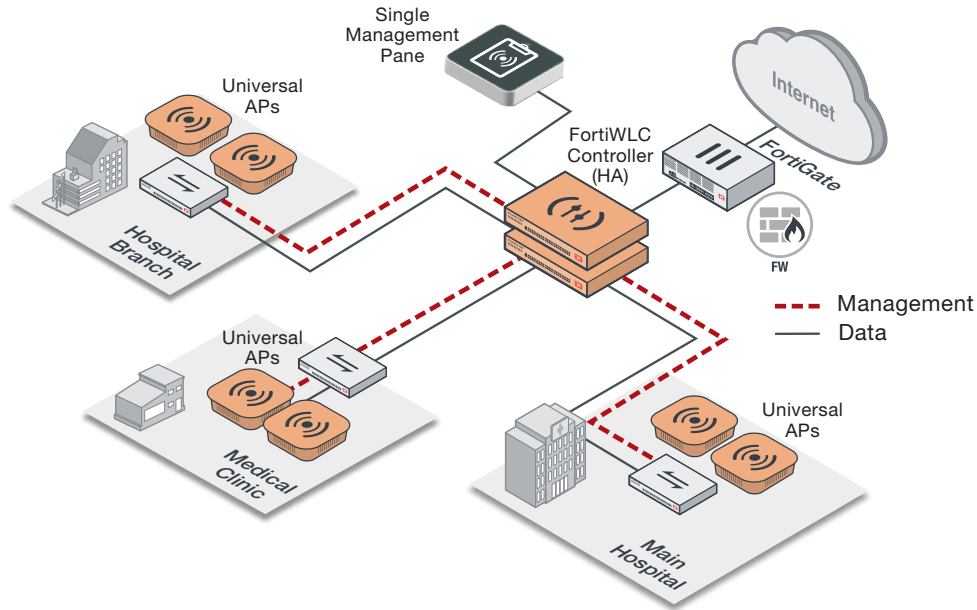 Single
Management
Pane
Universal
APs
Internet
FortiWLC
Controller
(HA)
FortiGate
FW
Hospital
Branch
Management
Data
Universal
APs
Universal
APs
Medical
Clinic
Main
Hospital